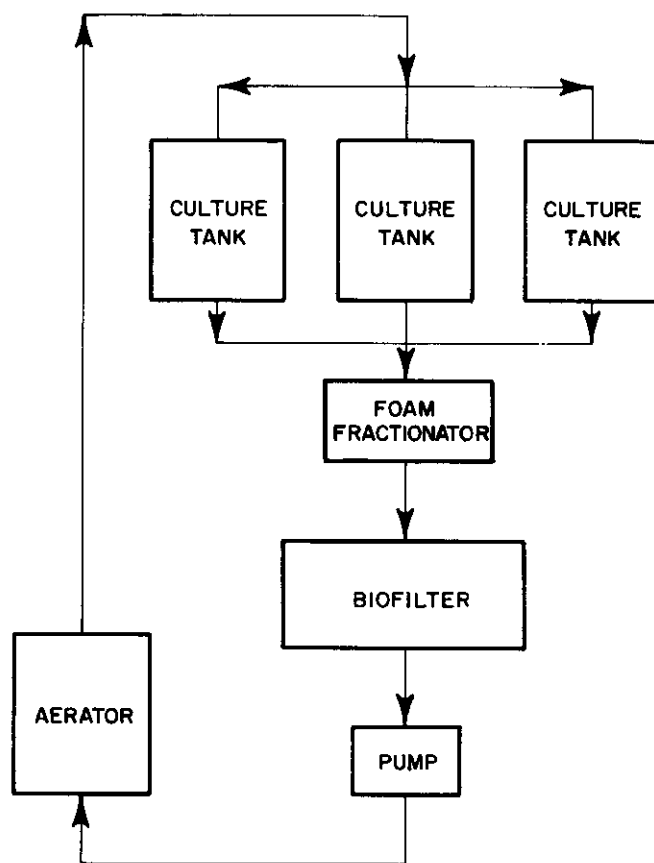 CULTURE
TANK
CULTURE
TANK
CULTURE
TANK
FOAM
FRACTIONATOR
BIOFILTER
AERATOR
PUMP